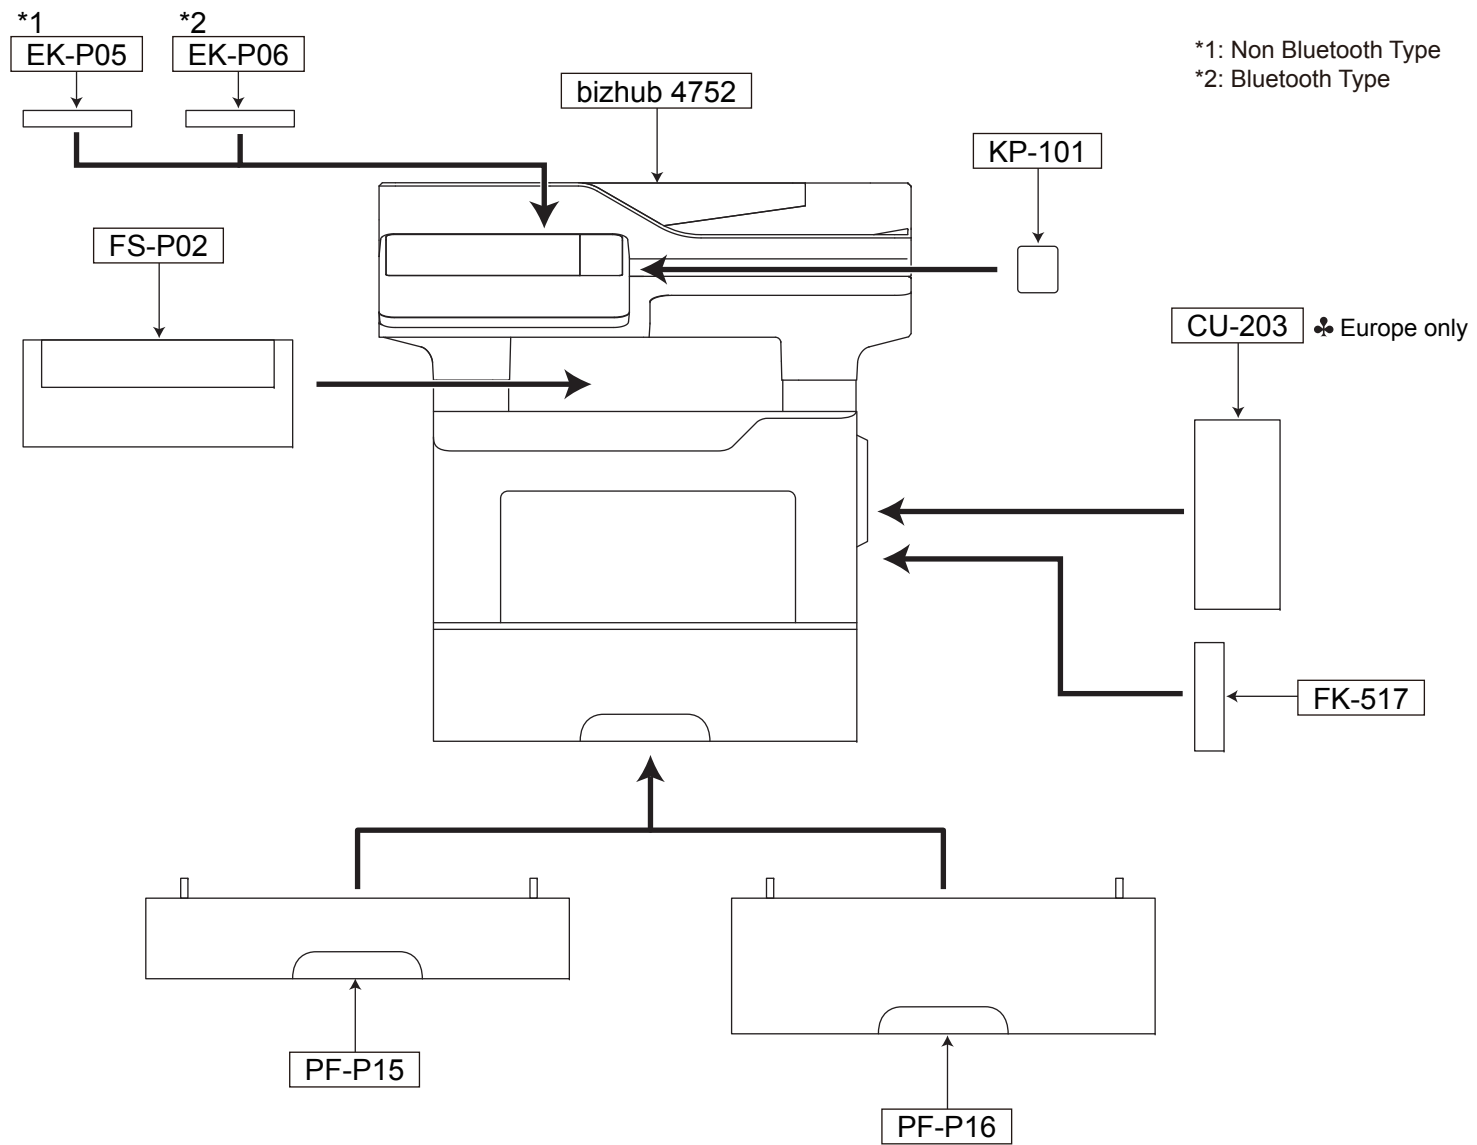 *1
*2
EK-P05
EK-P06
*1: Non Bluetooth Type
*2: Bluetooth Type
bizhub 4752
KP-101
FS-P02
CU-203 ♣ Europe only
FK-517
PF-P15
PF-P16